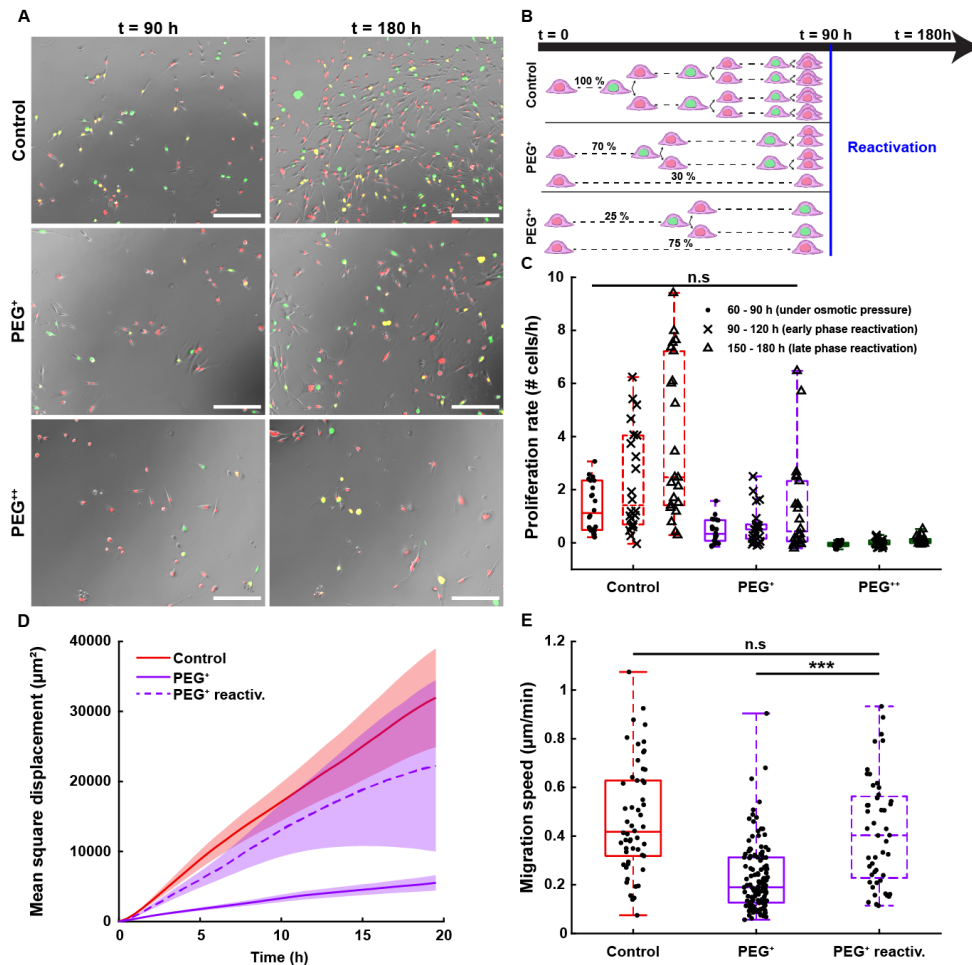 A
t = 90 h
t = 180 h
Control
PEG⁺
PEG⁺⁺
B
t = 0
t = 90 h
t = 180h
Control
100 %
PEG⁺
70 %
30 %
Reactivation
PEG⁺⁺
25 %
75 %
C
n.s
60 - 90 h (under osmotic pressure)
90 - 120 h (early phase reactivation)
150 - 180 h (late phase reactivation)
Proliferation rate (# cells/h)
10
8
6
4
2
0
Control
PEG⁺
PEG⁺⁺
D
Control
PEG⁺
PEG⁺ reactiv.
Mean square displacement (μm²)
40000
30000
20000
10000
0
0
5
10
15
20
Time (h)
E
n.s
***
Migration speed (μm/min)
1.2
1
0.8
0.6
0.4
0.2
0
Control
PEG⁺
PEG⁺ reactiv.